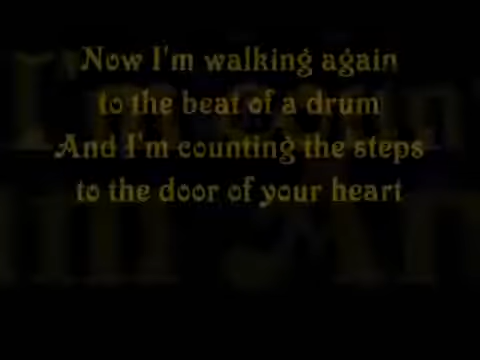 Now I'm walking again
to the beat of a drum
And I'm counting the steps
to the door of your heart